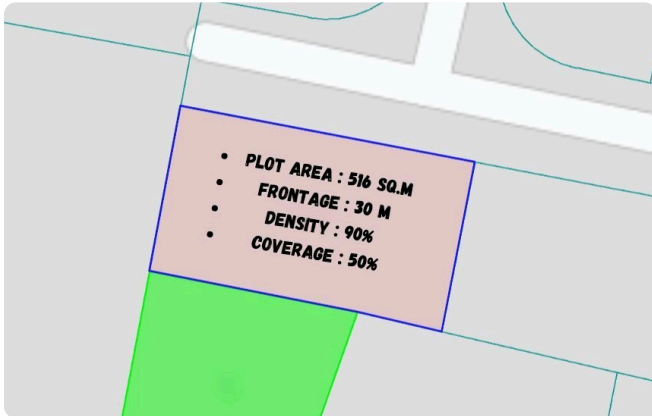 • PLOT AREA : 516 SQ.M
• FRONTAGE : 30 M
• DENSITY : 90%
• COVERAGE : 50%